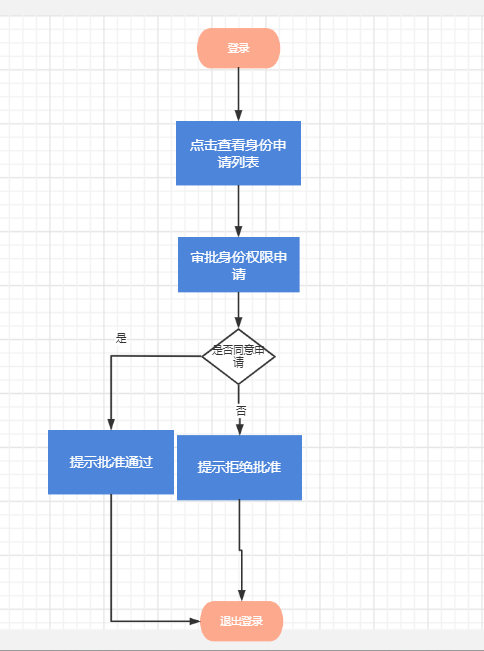 登录
点击查看身份申
请列表
审批身份权限申
请
是
是否同意申
请
否
提示批准通过
提示拒绝批准
退出登录